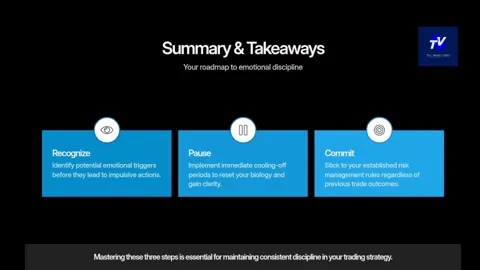 Summary & Takeaways
Your roadmap to emotional discipline
TV
Recognize
Identify potential emotional triggers
before they lead to impulsive actions.
Pause
Implement immediate cooling-off
periods to reset your biology and
gain clarity.
Commit
Stick to your established risk
management rules regardless of
previous trade outcomes.
Mastering these three steps is essential for maintaining consistent discipline in your trading strategy.